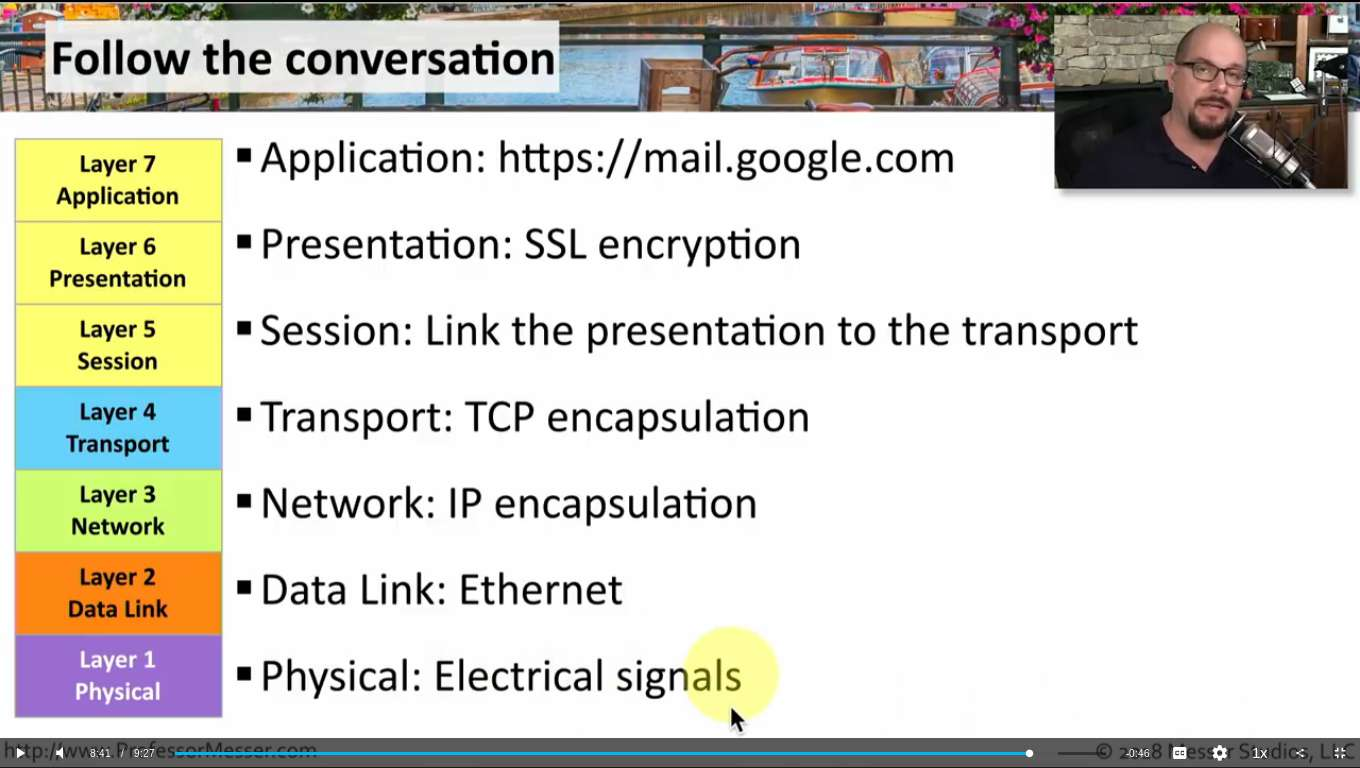 Follow the conversation
Layer 7
Application
▪ Application: https://mail.google.com
Layer 6
Presentation
▪ Presentation: SSL encryption
Layer 5
Session
▪ Session: Link the presentation to the transport
Layer 4
Transport
▪ Transport: TCP encapsulation
Layer 3
Network
▪ Network: IP encapsulation
Layer 2
Data Link
▪ Data Link: Ethernet
Layer 1
Physical
▪ Physical: Electrical signals
http://www.ProfessorMesser.com
© Messer Studios, LLC
8:41 / 9:27
-0:46
CC
1x